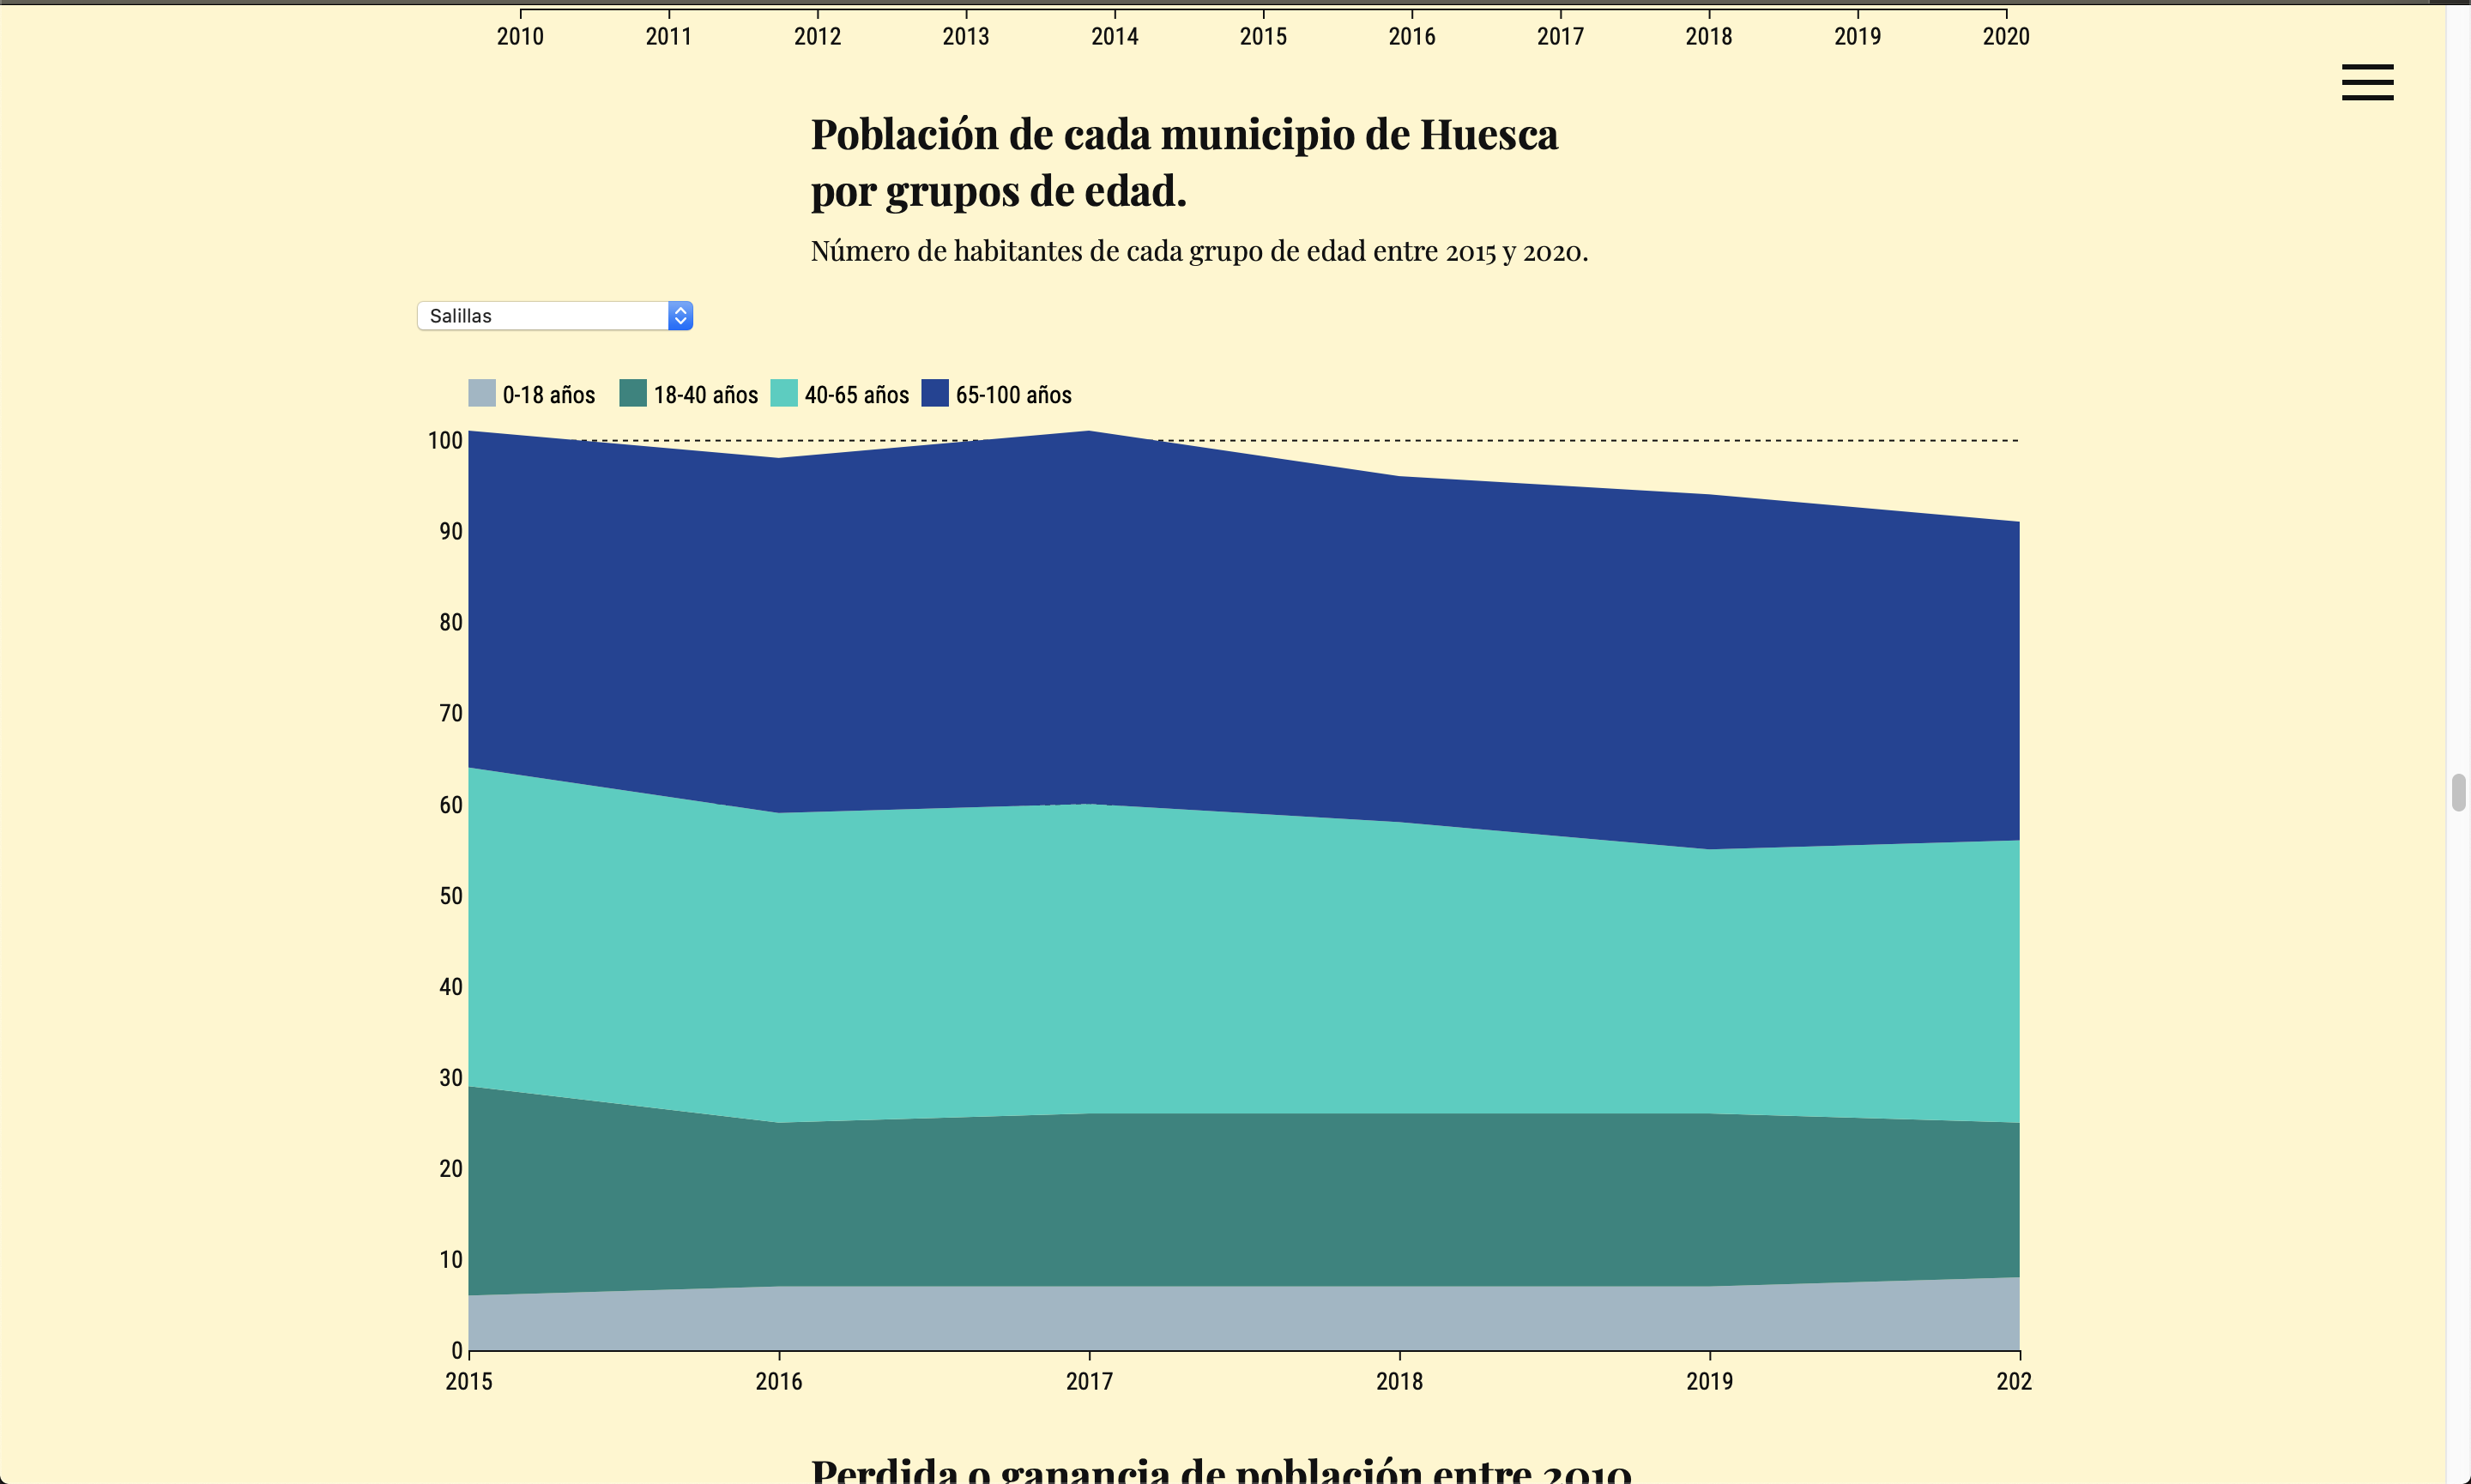 2010 2011 2012 2013 2014 2015 2016 2017 2018 2019 2020
Población de cada municipio de Huesca
por grupos de edad.
Número de habitantes de cada grupo de edad entre 2015 y 2020.
Salillas
0-18 años 18-40 años 40-65 años 65-100 años
100
90
80
70
60
50
40
30
20
10
0
2015 2016 2017 2018 2019 202
Perdida o ganancia de población entre 2010